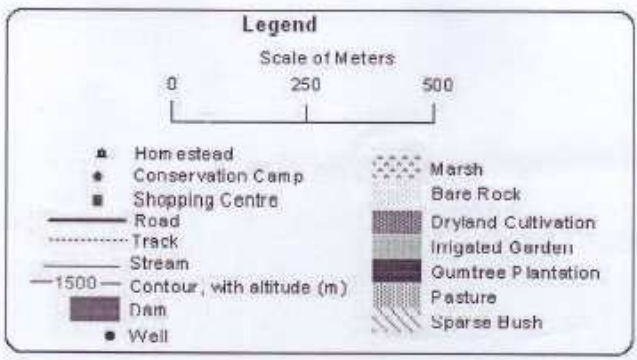 Legend
Scale of Meters
0 250 500
Homestead
Conservation Camp
Shopping Centre
Road
Track
Stream
1500 Contour, with altitude (m)
Dam
Well
Marsh
Bare Rock
Dryland Cultivation
Irrigated Garden
Gumtree Plantation
Pasture
Sparse Bush